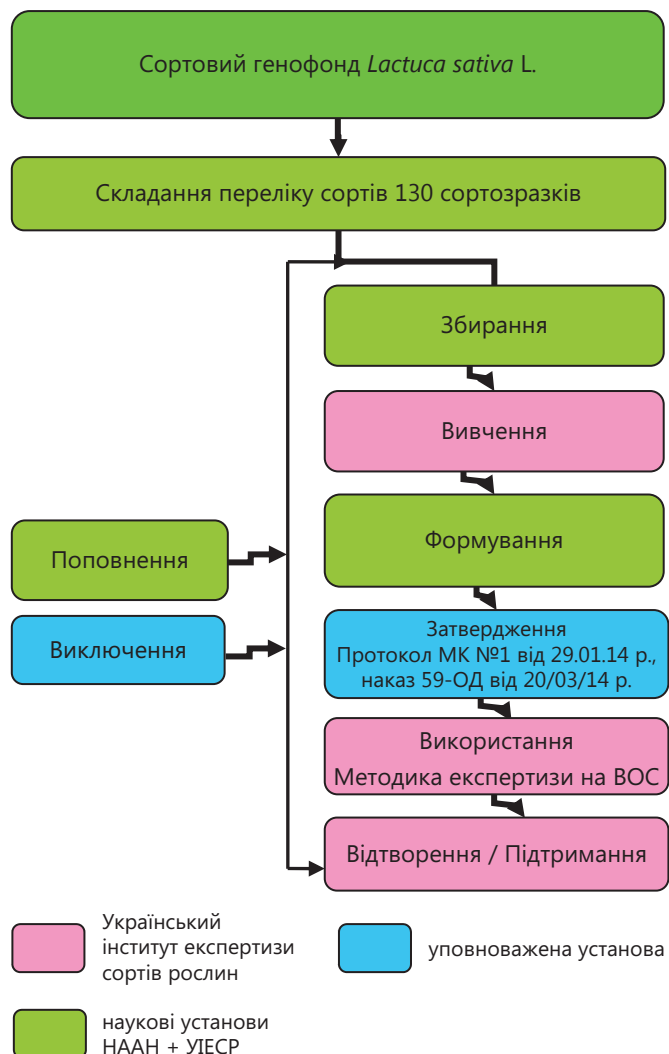 Сортовий генофонд Lactuca sativa L.
Складання переліку сортів 130 сортозразків
Збирання
Вивчення
Формування
Поповнення
Виключення
Затвердження
Протокол МК №1 від 29.01.14 р.,
наказ 59-ОД від 20/03/14 р.
Використання
Методика експертизи на ВОС
Відтворення / Підтримання
Український
інститут експертизи
сортів рослин
уповноважена установа
наукові установи
НААН + УІЕСР